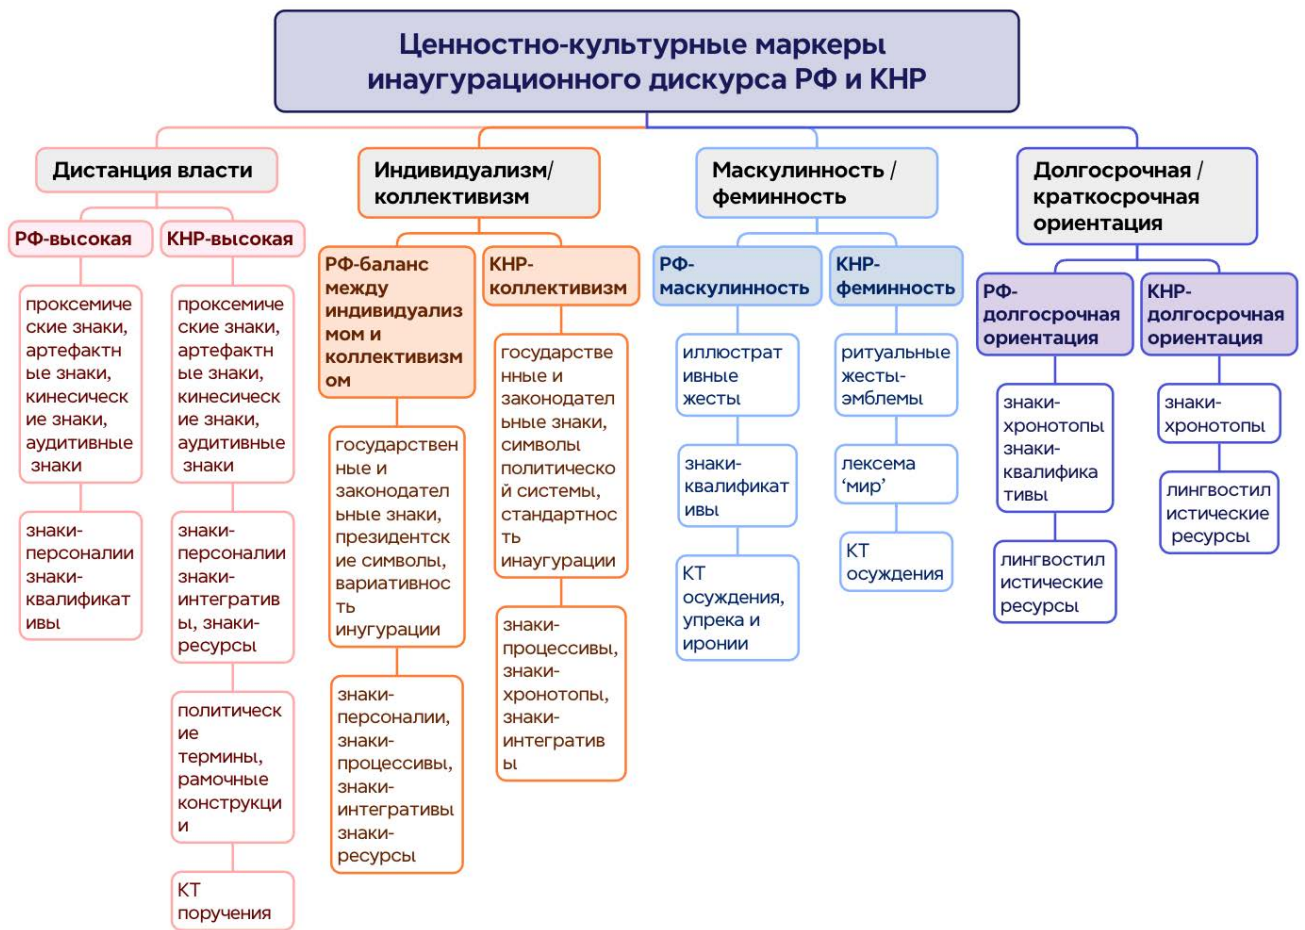 Ценностно-культурные маркеры
инаугурационного дискурса РФ и КНР
Дистанция власти
РФ-высокая
проксемиче
ские знаки,
артефактн
ые знаки,
кинесическ
ие знаки,
аудитивные
знаки
знаки-
персоналии
знаки-
квалификат
ивы
КНР-высокая
проксемиче
ские знаки,
артефактн
ые знаки,
кинесическ
ие знаки,
аудитивные
знаки
знаки-
персоналии
знаки-
интегратив
ы, знаки-
ресурсы
политическ
ие
термины,
рамочные
конструкци
и
КТ
поручения
Индивидуализм/
коллективизм
РФ-баланс
между
индивидуализ
мом и
коллективизм
ом
государствен
ные и
законодател
ьные знаки,
президентск
ие символы,
вариативнос
ть
инугурации
знаки-
персоналии,
знаки-
процессивы,
знаки-
интегративы
знаки-
ресурсы
КНР-
коллективизм
государстве
нные и
законодател
ьные знаки,
символы
политическо
й системы,
стандартнос
ть
инаугурации
знаки-
процессивы,
знаки-
хронотопы,
знаки-
интегратив
ы
Маскулинность /
феминность
РФ-
маскулинность
иллюстрат
ивные
жесты
знаки-
квалификат
ивы
КТ
осуждения,
упрека и
иронии
КНР-
феминность
ритуальные
жесты-
эмблемы
лексема
‘мир’
КТ
осуждения
Долгосрочная /
краткосрочная
ориентация
РФ-
долгосрочная
ориентация
знаки-
хронотопы
знаки-
квалифика
тивы
лингвостил
истические
ресурсы
КНР-
долгосрочная
ориентация
знаки-
хронотопы
лингвостил
истические
ресурсы